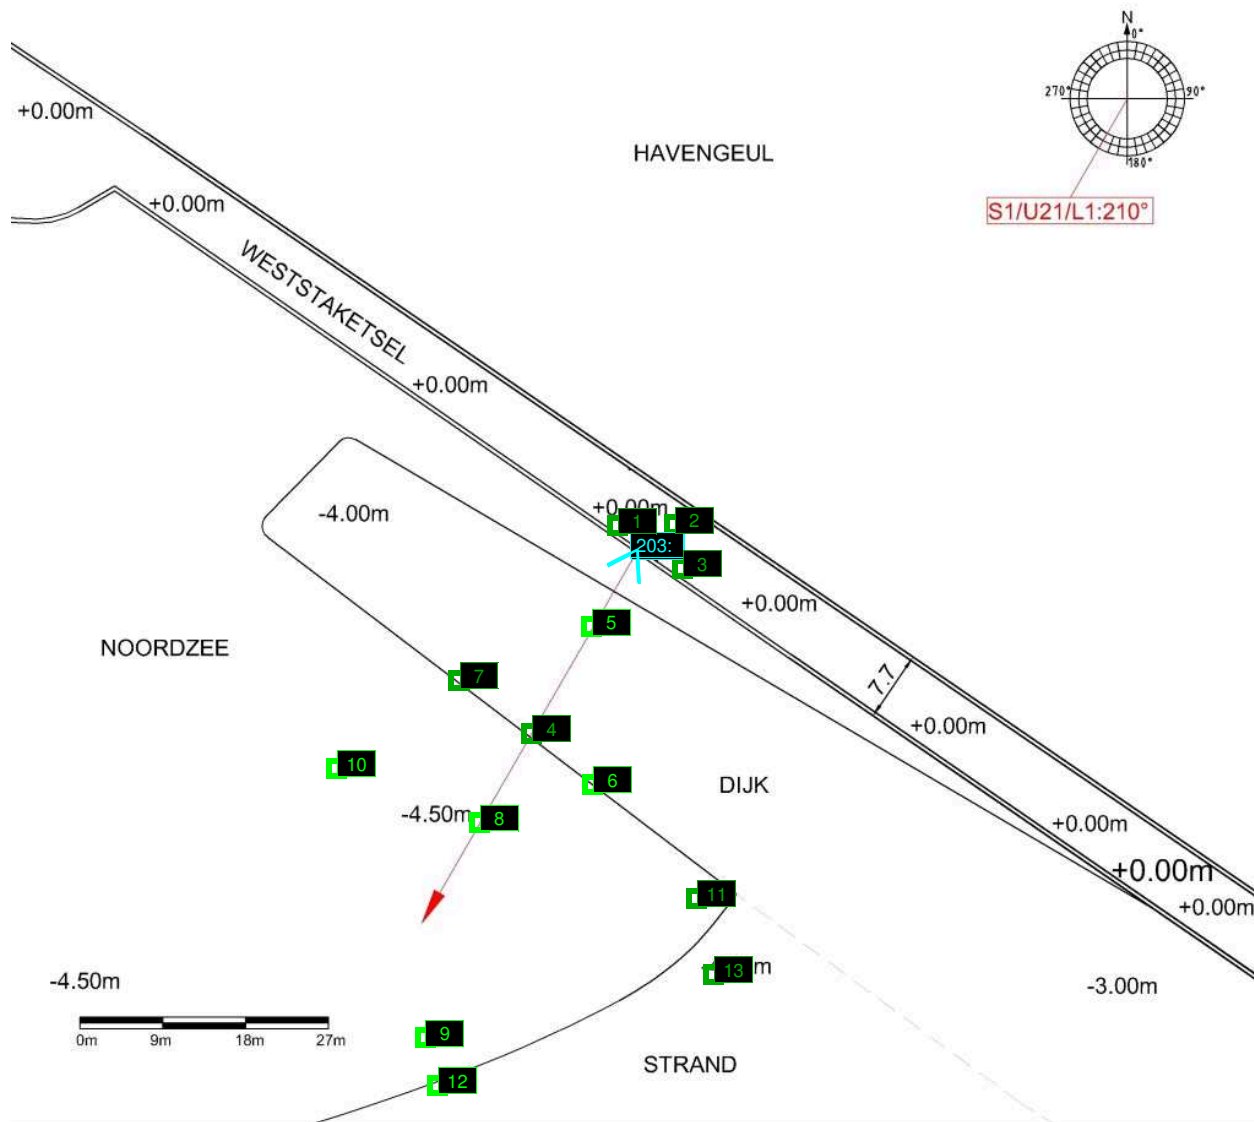 N
0°
+0.00m
270°
90°
HAVENGEUL
180°
+0.00m
S1/U21/L1:210°
WESTSTAKETSEL
+0.00m
+0.00m
-4.00m
1
2
203:
3
+0.00m
5
NOORDZEE
7
7.7
4
+0.00m
10
6
DIJK
-4.50m
8
+0.00m
+0.00m
11
+0.00m
13
m
-4.50m
-3.00m
0m
9m
18m
27m
9
STRAND
12